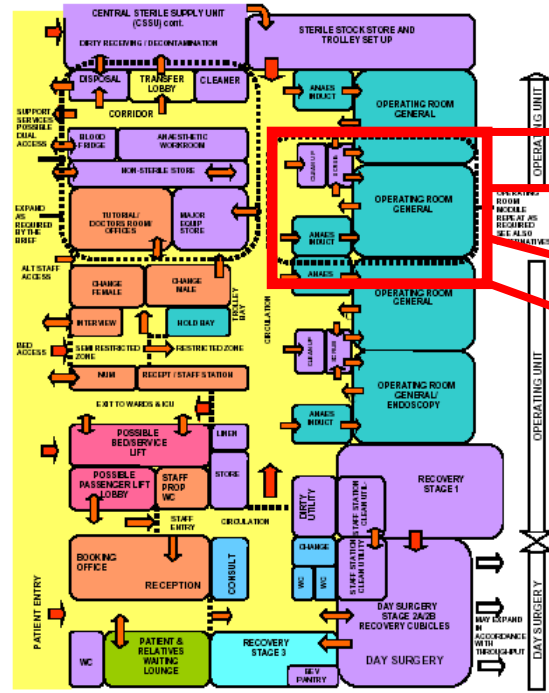 CENTRAL STERILE SUPPLY UNIT
(CSSU) cont.
DIRTY RECEIVING / DECONTAMINATION
STERILE STOCK STORE AND
TROLLEY SET UP
DISPOSAL
TRANSFER
LOBBY
CLEANER
ANAES
INDUCT
OPERATING ROOM
GENERAL
OPERATING UNIT
SUPPORT
SERVICES
POSSIBLE
DUAL
ACCESS
CORRIDOR
BLOOD
FRIDGE
ANAESTHETIC
WORKROOM
NON-STERILE STORE
CLEAN UP
SCRUB
OPERATING ROOM
GENERAL
OPERATING
ROOM
MODULE
REPEAT AS
REQUIRED
SEE ALSO
EXPAND
AS
REQUIRED
BY THE
BRIEF
TUTORIAL/
DOCTORS ROOM/
OFFICES
MAJOR
EQUIP
STORE
ANAES
INDUCT
ALT STAFF
ACCESS
CHANGE
FEMALE
CHANGE
MALE
TROLLEY
BAY
CIRCULATION
ANAES
OPERATING ROOM
GENERAL
INTERVIEW
HOLD BAY
BED
ACCESS
SEMI RESTRICTED
ZONE
RESTRICTED ZONE
CLEAN UP
SCRUB
NUM
RECEPT / STAFF STATION
OPERATING ROOM
GENERAL/
ENDOSCOPY
OPERATING UNIT
EXIT TO WARDS & ICU
ANAES
INDUCT
POSSIBLE
BED/SERVICE
LIFT
LINEN
POSSIBLE
PASSENGER LIFT
LOBBY
STAFF
PROP
WC
STORE
RECOVERY
STAGE 1
DIRTY
UTILITY
STAFF STATION
CLEAN UTIL-
STAFF
ENTRY
CIRCULATION
BOOKING
OFFICE
RECEPTION
CONSULT
CHANGE
WC
WC
STAFF STATION
CLEAN UTILITY
PATIENT ENTRY
DAY SURGERY
STAGE 2A/2B
RECOVERY CUBICLES
DAY SURGERY
MAY EXPAND
IN
ACCORDANCE
WITH
THROUGHPUT
DAY SURGERY
WC
PATIENT &
RELATIVES
WAITING
LOUNGE
RECOVERY
STAGE 3
BEV
PANTRY